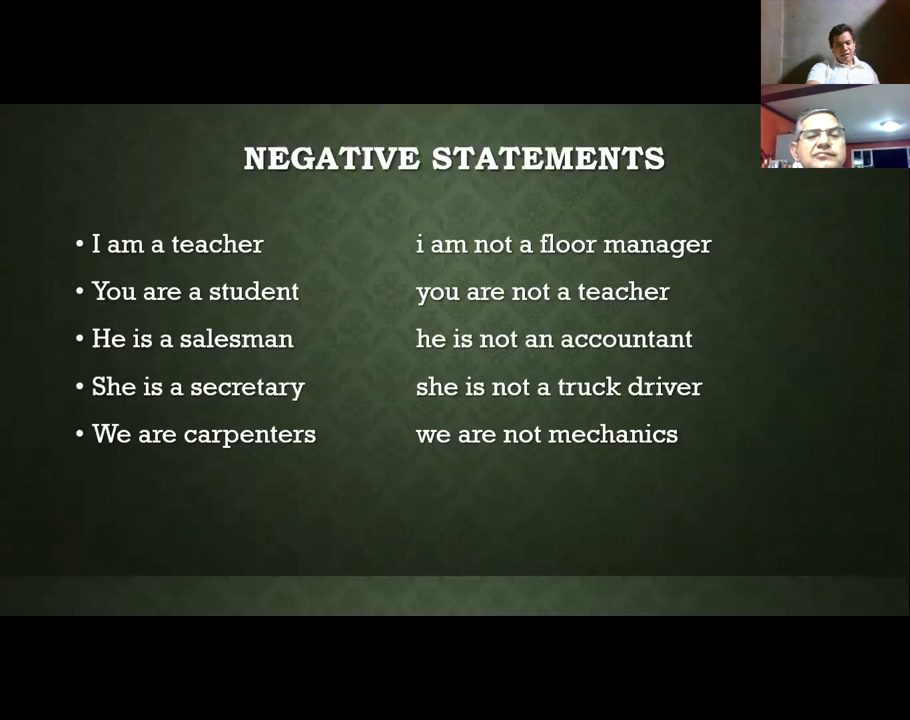 NEGATIVE STATEMENTS
• I am a teacher i am not a floor manager
• You are a student you are not a teacher
• He is a salesman he is not an accountant
• She is a secretary she is not a truck driver
• We are carpenters we are not mechanics